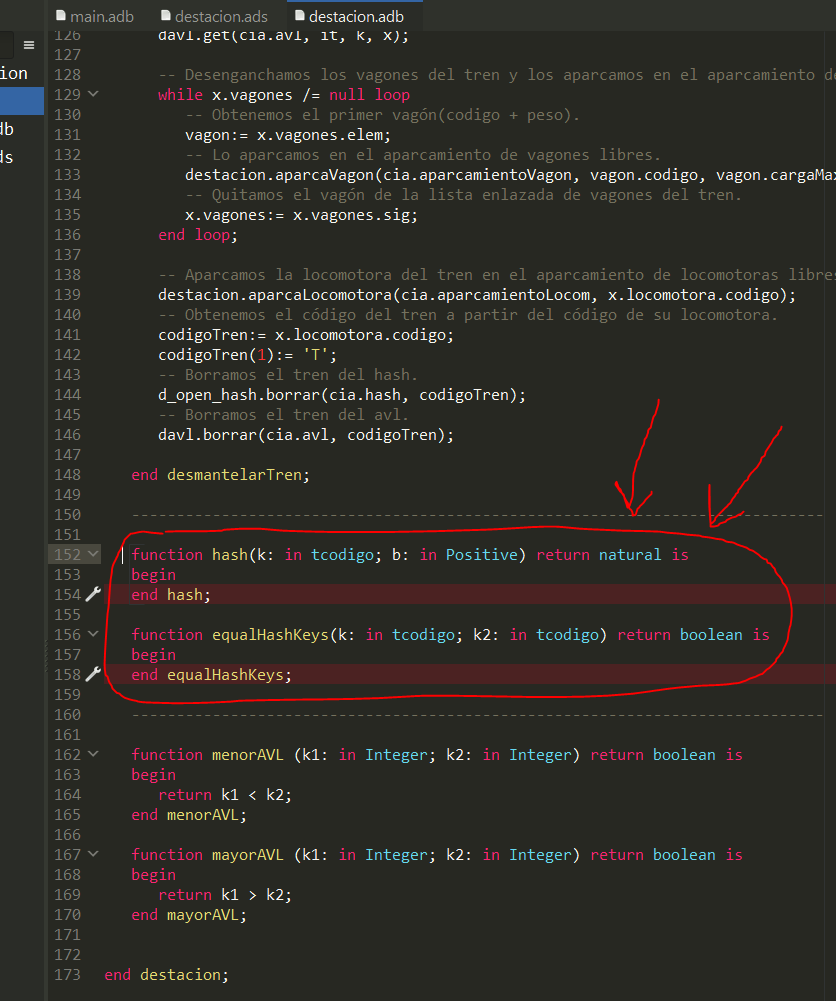 main.adb destacion.ads destacion.adb
ion
db
ds
126 davl.get(cia.avl, it, k, x);
127
128 -- Desenganchamos los vagones del tren y los aparcamos en el aparcamiento d
129 while x.vagones /= null loop
130 -- Obtenemos el primer vagón(codigo + peso).
131 vagon:= x.vagones.elem;
132 -- Lo aparcamos en el aparcamiento de vagones libres.
133 destacion.aparcaVagon(cia.aparcamientoVagon, vagon.codigo, vagon.cargaMax
134 -- Quitamos el vagón de la lista enlazada de vagones del tren.
135 x.vagones:= x.vagones.sig;
136 end loop;
137
138 -- Aparcamos la locomotora del tren en el aparcamiento de locomotoras libres
139 destacion.aparcaLocomotora(cia.aparcamientoLocom, x.locomotora.codigo);
140 -- Obtenemos el código del tren a partir del código de su locomotora.
141 codigoTren:= x.locomotora.codigo;
142 codigoTren(1):= 'T';
143 -- Borramos el tren del hash.
144 d_open_hash.borrar(cia.hash, codigoTren);
145 -- Borramos el tren del avl.
146 davl.borrar(cia.avl, codigoTren);
147
148 end desmantelarTren;
149
150 -----------------------------------------------------------------------------
151
152 function hash(k: in tcodigo; b: in Positive) return natural is
153 begin
154 end hash;
155
156 function equalHashKeys(k: in tcodigo; k2: in tcodigo) return boolean is
157 begin
158 end equalHashKeys;
159
160 -----------------------------------------------------------------------------
161
162 function menorAVL (k1: in Integer; k2: in Integer) return boolean is
163 begin
164 return k1 < k2;
165 end menorAVL;
166
167 function mayorAVL (k1: in Integer; k2: in Integer) return boolean is
168 begin
169 return k1 > k2;
170 end mayorAVL;
171
172
173 end destacion;